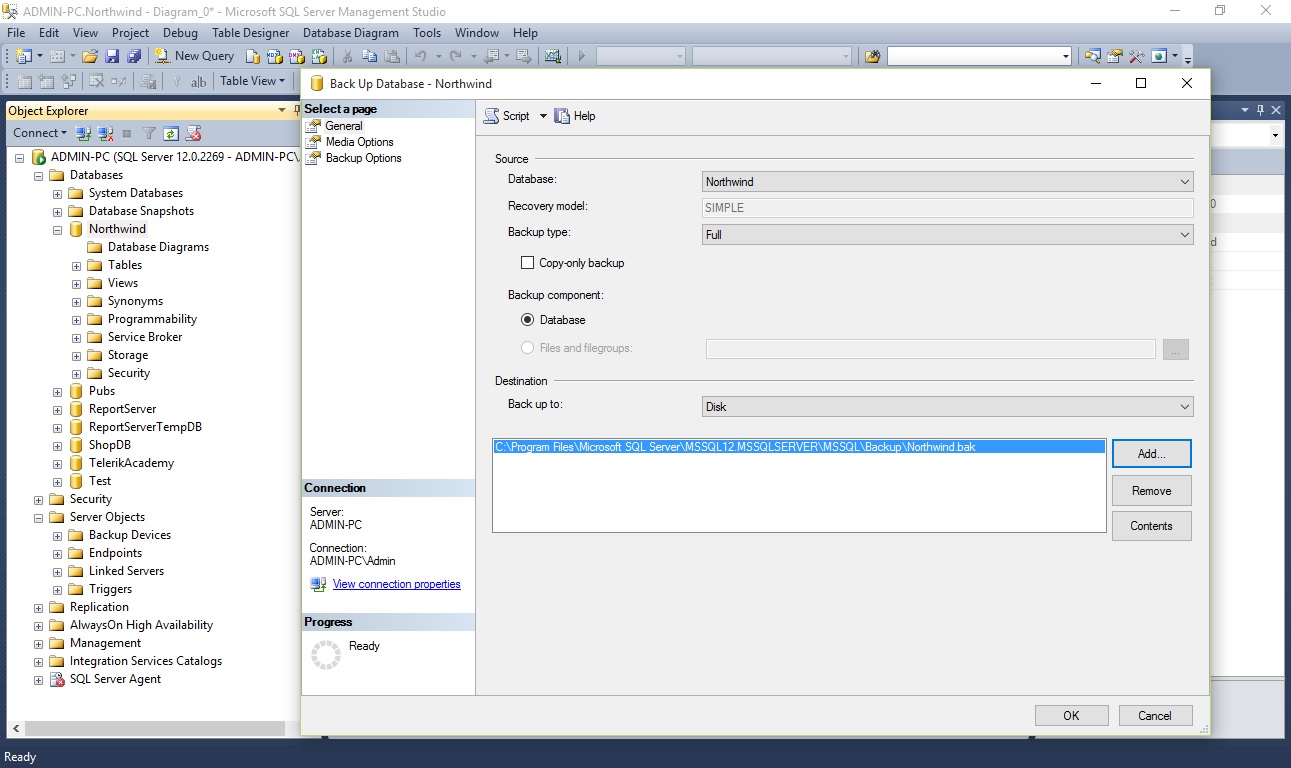 ADMIN-PC.Northwind - Diagram_0* - Microsoft SQL Server Management Studio
File Edit View Project Debug Table Designer Database Diagram Tools Window Help
New Query
Table View
Object Explorer
Connect
ADMIN-PC (SQL Server 12.0.2269 - ADMIN-PC\
Databases
System Databases
Database Snapshots
Northwind
Database Diagrams
Tables
Views
Synonyms
Programmability
Service Broker
Storage
Security
Pubs
ReportServer
ReportServerTempDB
ShopDB
TelerikAcademy
Test
Security
Server Objects
Backup Devices
Endpoints
Linked Servers
Triggers
Replication
AlwaysOn High Availability
Management
Integration Services Catalogs
SQL Server Agent
Back Up Database - Northwind
Select a page
General
Media Options
Backup Options
Connection
Server:
ADMIN-PC
Connection:
ADMIN-PC\Admin
View connection properties
Progress
Ready
Script Help
Source
Database: Northwind
Recovery model: SIMPLE
Backup type: Full
Copy-only backup
Backup component:
Database
Files and filegroups: ...
Destination
Back up to: Disk
C:\Program Files\Microsoft SQL Server\MSSQL12.MSSQLSERVER\MSSQL\Backup\Northwind.bak
Add...
Remove
Contents
OK Cancel
0
d
Ready